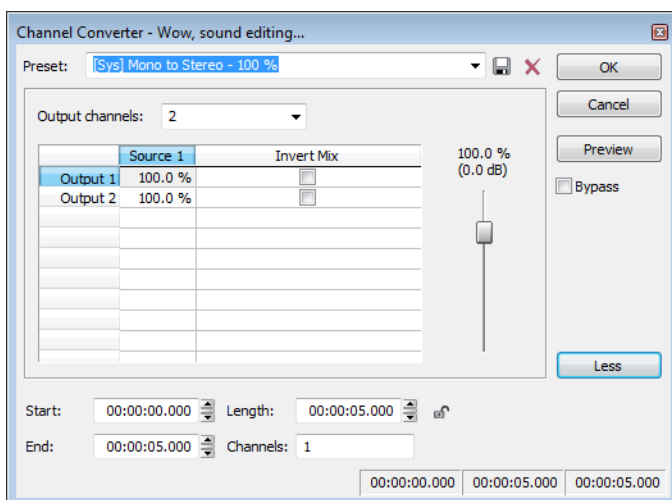 Channel Converter - Wow, sound editing...
Preset: [Sys] Mono to Stereo - 100 %
OK
Output channels: 2
Cancel
Source 1 Invert Mix
100.0 %
(0.0 dB)
Preview
Output 1 100.0 %
Output 2 100.0 %
Bypass
Less
Start: 00:00:00.000 Length: 00:00:05.000
End: 00:00:05.000 Channels: 1
00:00:00.000 00:00:05.000 00:00:05.000